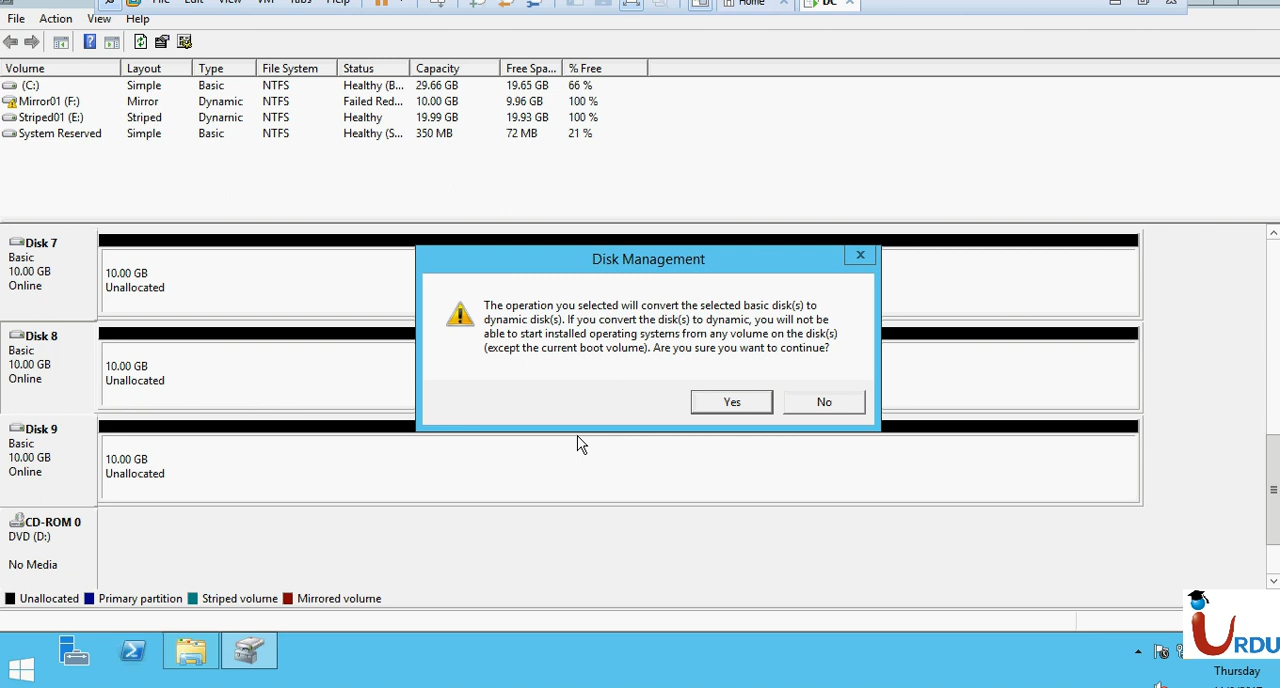 File Edit View VM Tabs Help Home DC
File Action View Help
Volume Layout Type File System Status Capacity Free Spa... % Free
(C:) Simple Basic NTFS Healthy (B... 29.66 GB 19.65 GB 66 %
Mirror01 (F:) Mirror Dynamic NTFS Failed Red... 10.00 GB 9.96 GB 100 %
Striped01 (E:) Striped Dynamic NTFS Healthy 19.99 GB 19.93 GB 100 %
System Reserved Simple Basic NTFS Healthy (S... 350 MB 72 MB 21 %
Disk 7
Basic
10.00 GB
Online
10.00 GB
Unallocated
Disk 8
Basic
10.00 GB
Online
10.00 GB
Unallocated
Disk 9
Basic
10.00 GB
Online
10.00 GB
Unallocated
CD-ROM 0
DVD (D:)
No Media
Disk Management
The operation you selected will convert the selected basic disk(s) to
dynamic disk(s). If you convert the disk(s) to dynamic, you will not be
able to start installed operating systems from any volume on the disk(s)
(except the current boot volume). Are you sure you want to continue?
Yes No
Unallocated Primary partition Striped volume Mirrored volume
URDU
Thursday